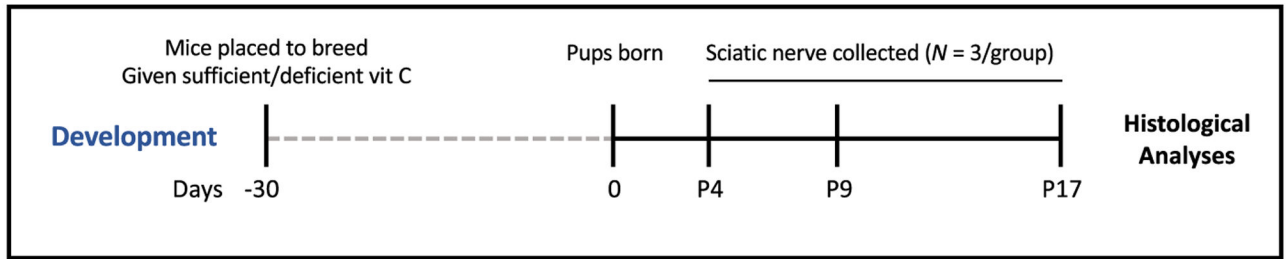 Mice placed to breed
Given sufficient/deficient vit C
Pups born
Sciatic nerve collected (N = 3/group)
Development
Histological
Analyses
Days -30 0 P4 P9 P17